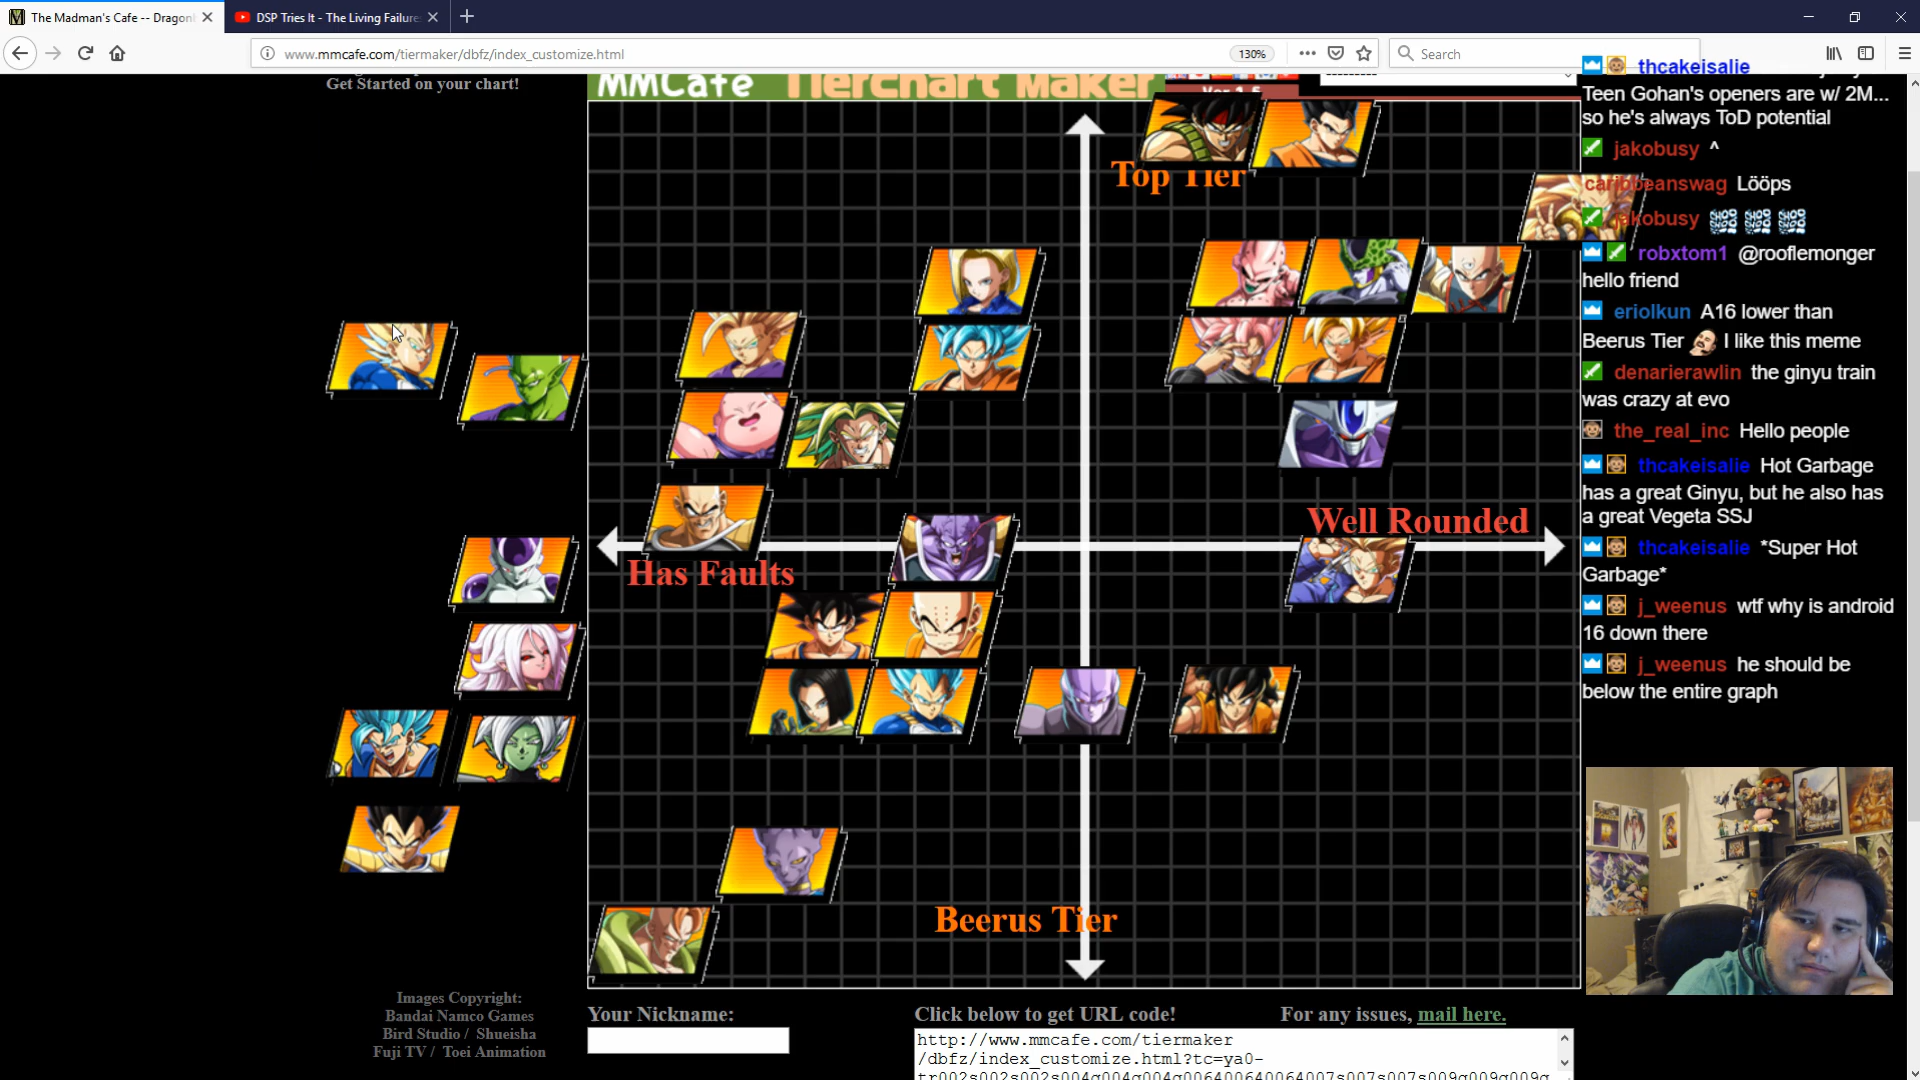 The Madman's Cafe -- Dragon
DSP Tries It - The Living Failure
www.mmcafe.com/tiermaker/dbfz/index_customize.html
130%
Search
Get Started on your chart!
MMCafe Tierchart Maker
Ver 1.5
Top Tier
Well Rounded
Has Faults
Beerus Tier
thcakeisalie
Teen Gohan's openers are w/ 2M...
so he's always ToD potential
jakobusy ^
caribbeanswag Lööps
jakobusy
robxtom1 @rooflemonger
hello friend
eriolkun A16 lower than
Beerus Tier I like this meme
denarierawlin the ginyu train
was crazy at evo
the_real_inc Hello people
thcakeisalie Hot Garbage
has a great Ginyu, but he also has
a great Vegeta SSJ
thcakeisalie *Super Hot
Garbage*
j_weenus wtf why is android
16 down there
j_weenus he should be
below the entire graph
Images Copyright:
Bandai Namco Games
Bird Studio / Shueisha
Fuji TV / Toei Animation
Your Nickname:
Click below to get URL code!
For any issues, mail here.
http://www.mmcafe.com/tiermaker
/dbfz/index_customize.html?tc=ya0-